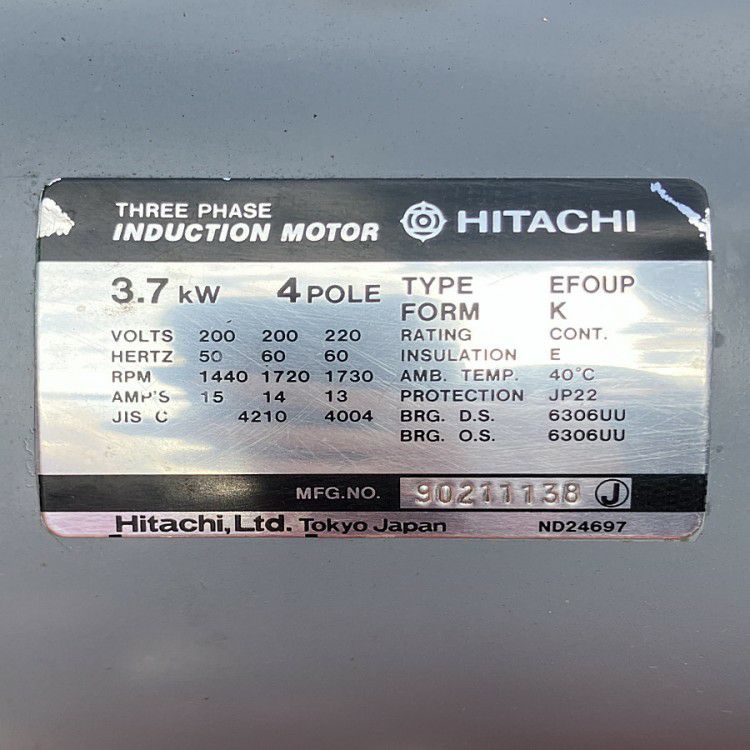 THREE PHASE
INDUCTION MOTOR HITACHI
3.7 kW 4 POLE TYPE EFOUP
FORM K
VOLTS 200 200 220 RATING CONT.
HERTZ 50 60 60 INSULATION E
RPM 1440 1720 1730 AMB. TEMP. 40°C
AMP'S 15 14 13 PROTECTION JP22
JIS C 4210 4004 BRG. D.S. 6306UU
BRG. O.S. 6306UU
MFG.NO. 90211138 J
Hitachi, Ltd. Tokyo Japan ND24697